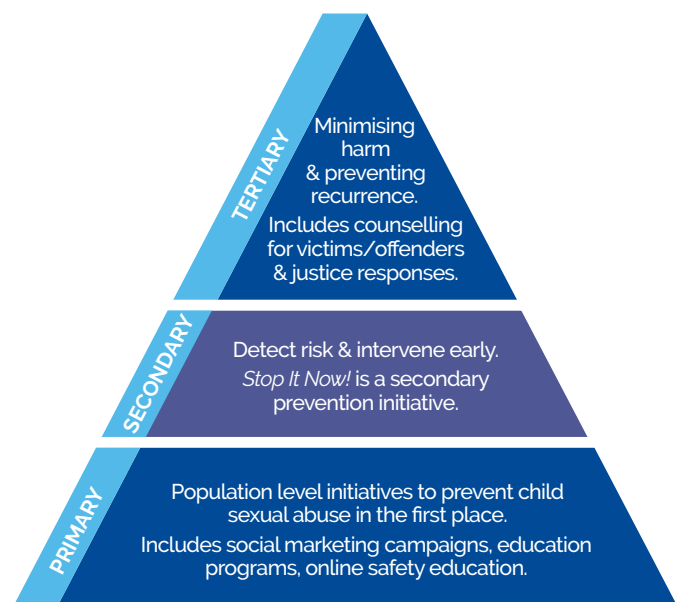 TERTIARY
Minimising
harm
& preventing
recurrence.
Includes counselling
for victims/offenders
& justice responses.
SECONDARY
Detect risk & intervene early.
Stop It Now! is a secondary
prevention initiative.
PRIMARY
Population level initiatives to prevent child
sexual abuse in the first place.
Includes social marketing campaigns, education
programs, online safety education.